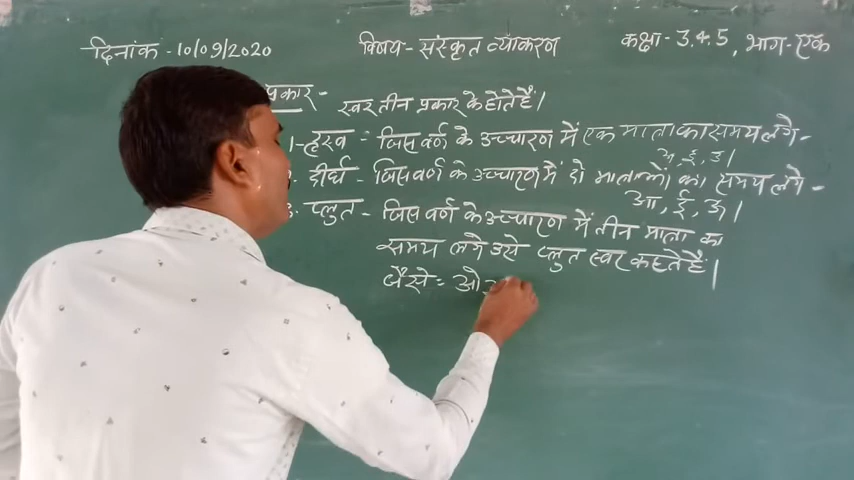 दिनांक - 10/09/2020 विषय - संस्कृत व्याकरण कक्षा - 3.4.5, भाग - एक
प्रकार -
स्वर तीन प्रकार के होते हैं।
1 - ह्रस्व = जिस वर्ण के उच्चारण में एक मात्रा का समय लगे -
अ, इ, उ।
2. दीर्घ - जिस वर्ण के उच्चारण में दो मात्राओं का समय लगे -
आ, ई, ऊ।
3. प्लुत - जिस वर्ण के उच्चारण में तीन मात्रा का
समय लगे उसे प्लुत स्वर कहते हैं।
जैसे = ओ३